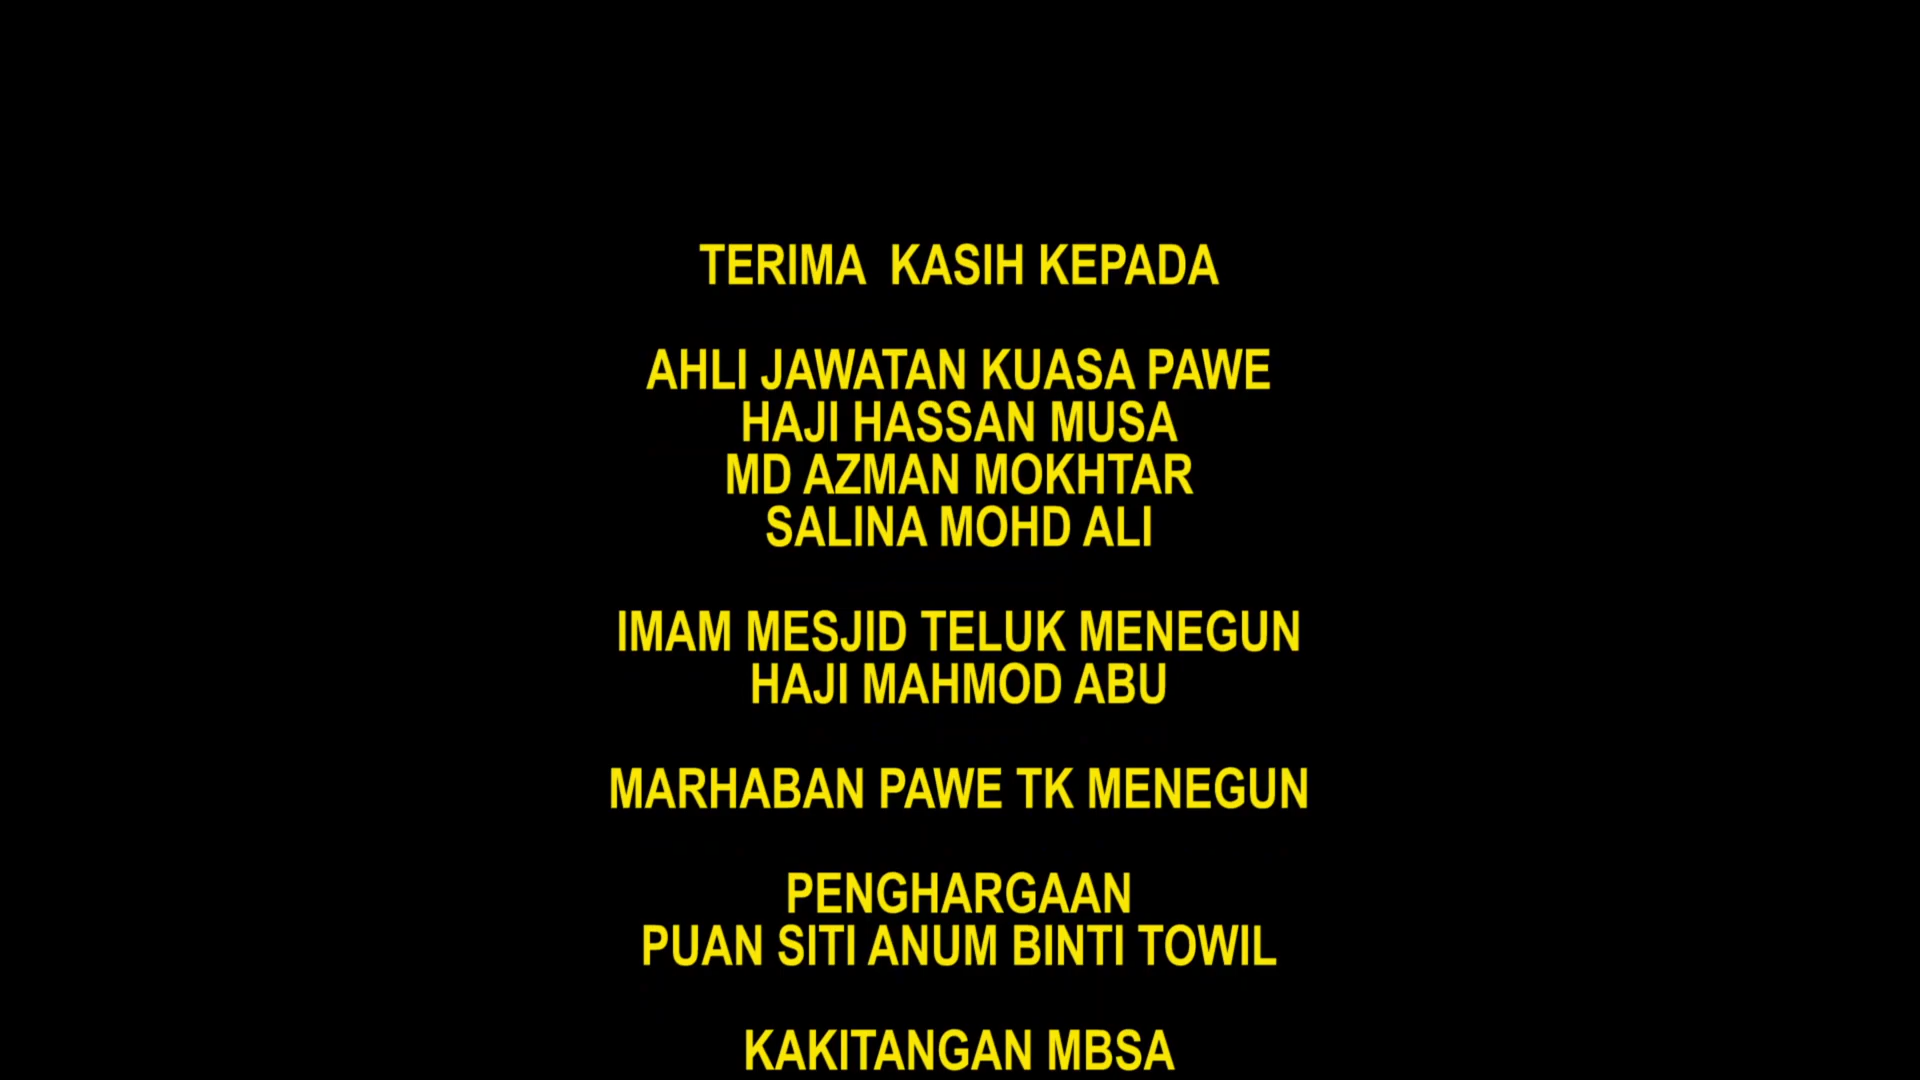 TERIMA  KASIH KEPADA
AHLI JAWATAN KUASA PAWE
HAJI HASSAN MUSA
MD AZMAN MOKHTAR
SALINA MOHD ALI
IMAM MESJID TELUK MENEGUN
HAJI MAHMOD ABU
MARHABAN PAWE TK MENEGUN
PENGHARGAAN
PUAN SITI ANUM BINTI TOWIL
KAKITANGAN MBSA